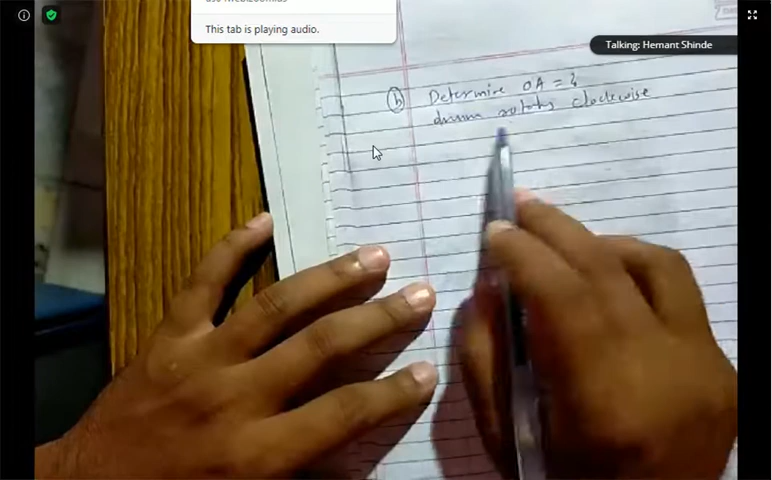 This tab is playing audio.
Talking: Hemant Shinde
(b) Determine OA = ?
drum rotates clockwise